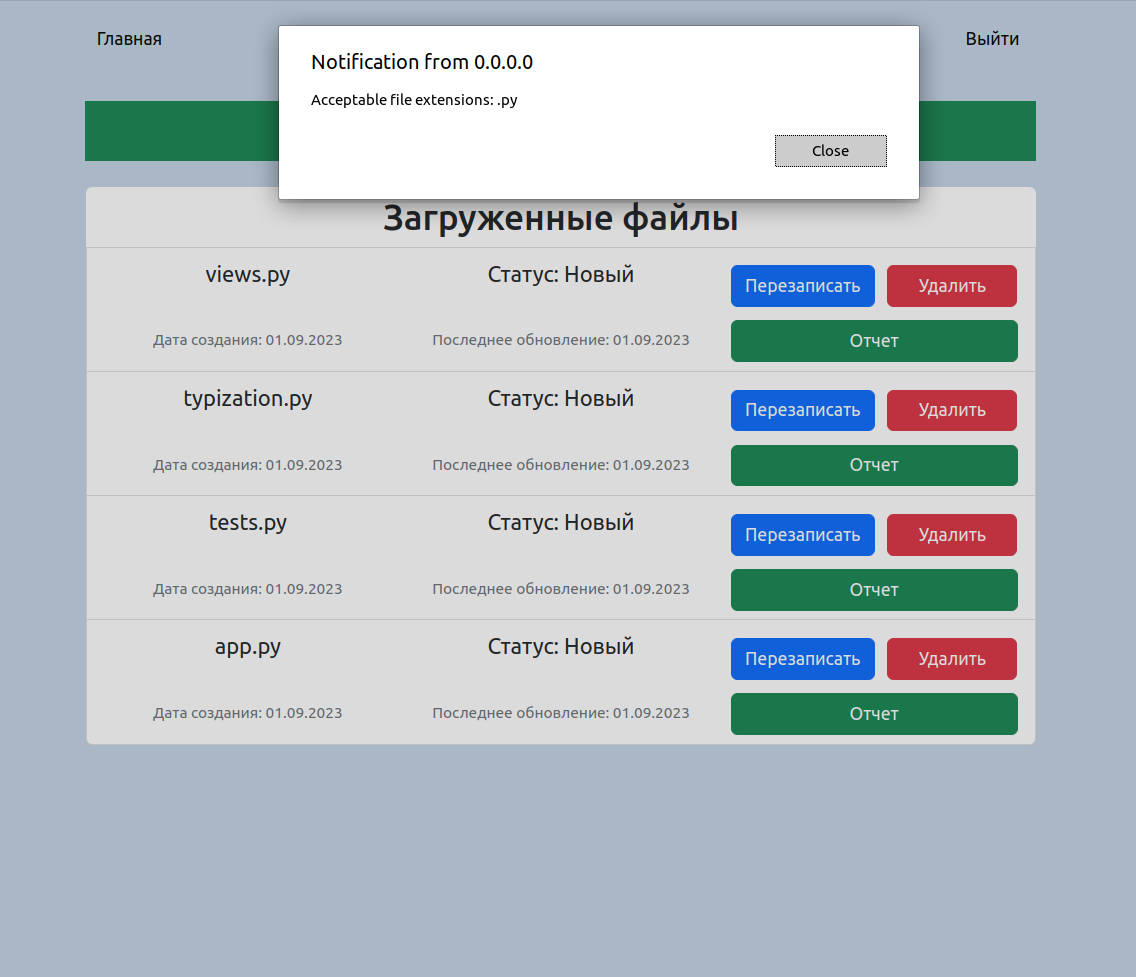 Главная
Выйти
Notification from 0.0.0.0
Acceptable file extensions: .py
Close
Загруженные файлы
views.py
Статус: Новый
Перезаписать
Удалить
Дата создания: 01.09.2023
Последнее обновление: 01.09.2023
Отчет
typization.py
Статус: Новый
Перезаписать
Удалить
Дата создания: 01.09.2023
Последнее обновление: 01.09.2023
Отчет
tests.py
Статус: Новый
Перезаписать
Удалить
Дата создания: 01.09.2023
Последнее обновление: 01.09.2023
Отчет
app.py
Статус: Новый
Перезаписать
Удалить
Дата создания: 01.09.2023
Последнее обновление: 01.09.2023
Отчет